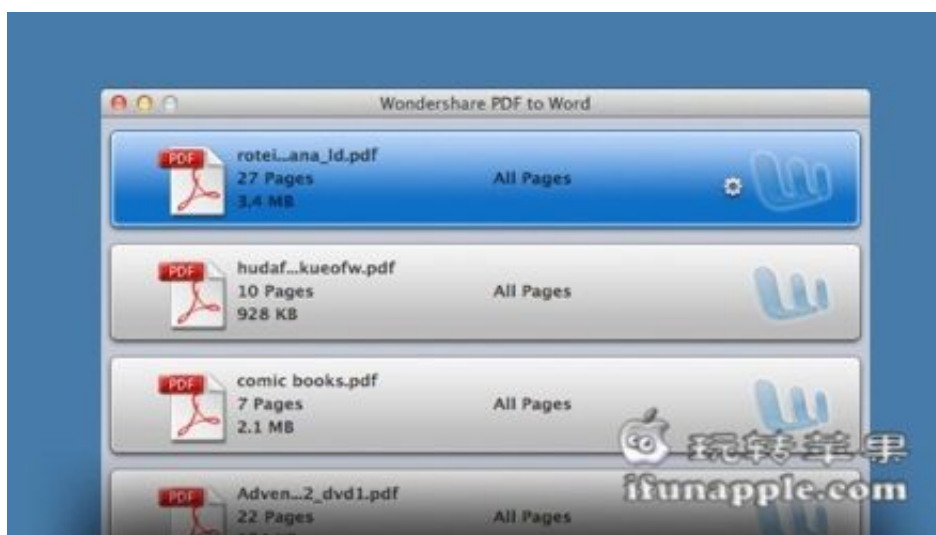 Wondershare PDF to Word
PDF
rotei...ana_ld.pdf
27 Pages
3.4 MB
All Pages
PDF
hudaf...kueofw.pdf
10 Pages
928 KB
All Pages
PDF
comic books.pdf
7 Pages
2.1 MB
All Pages
玩转苹果
ifunapple.com
PDF
Adven...2_dvd1.pdf
22 Pages
All Pages